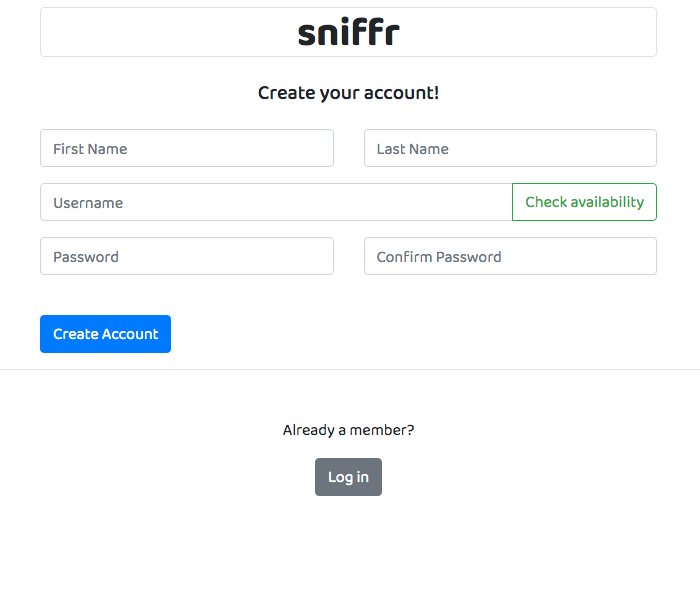 sniffr
Create your account!
First Name
Last Name
Username
Check availability
Password
Confirm Password
Create Account
Already a member?
Log in